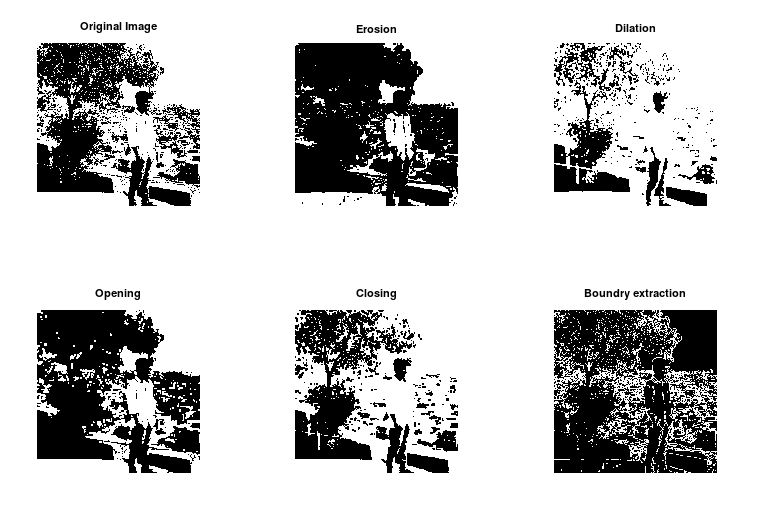 Original Image
Erosion
Dilation
Opening
Closing
Boundry extraction